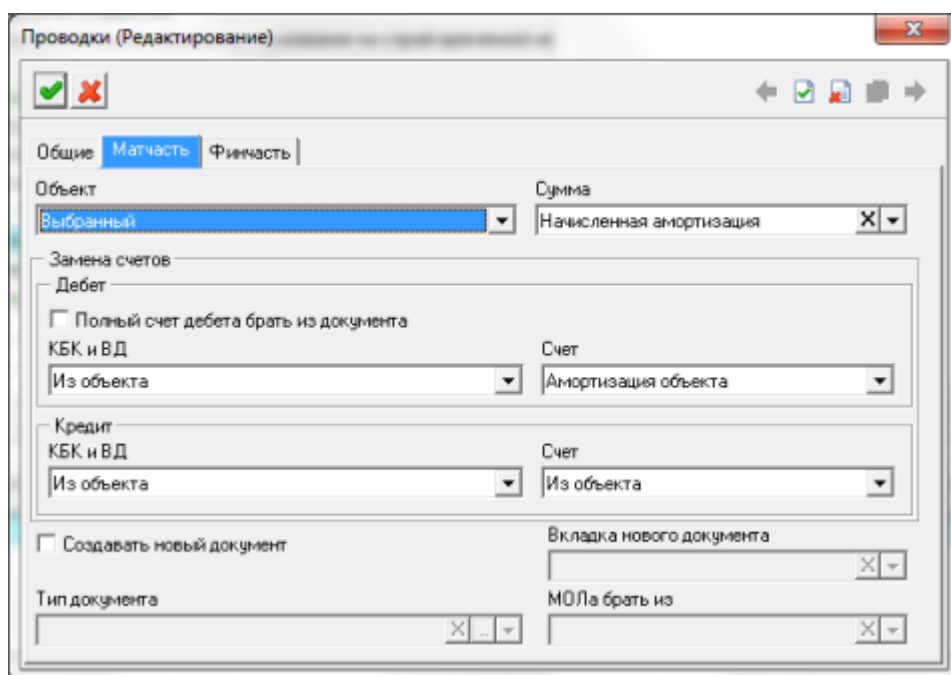 Проводки (Редактирование)
Общие Матчасть Финчасть
Объект Сумма
Выбранный Начисленная амортизация
Замена счетов
Дебет
Полный счет дебета брать из документа
КБК и ВД Счет
Из объекта Амортизация объекта
Кредит
КБК и ВД Счет
Из объекта Из объекта
Создавать новый документ Вкладка нового документа
Тип документа МОЛа брать из